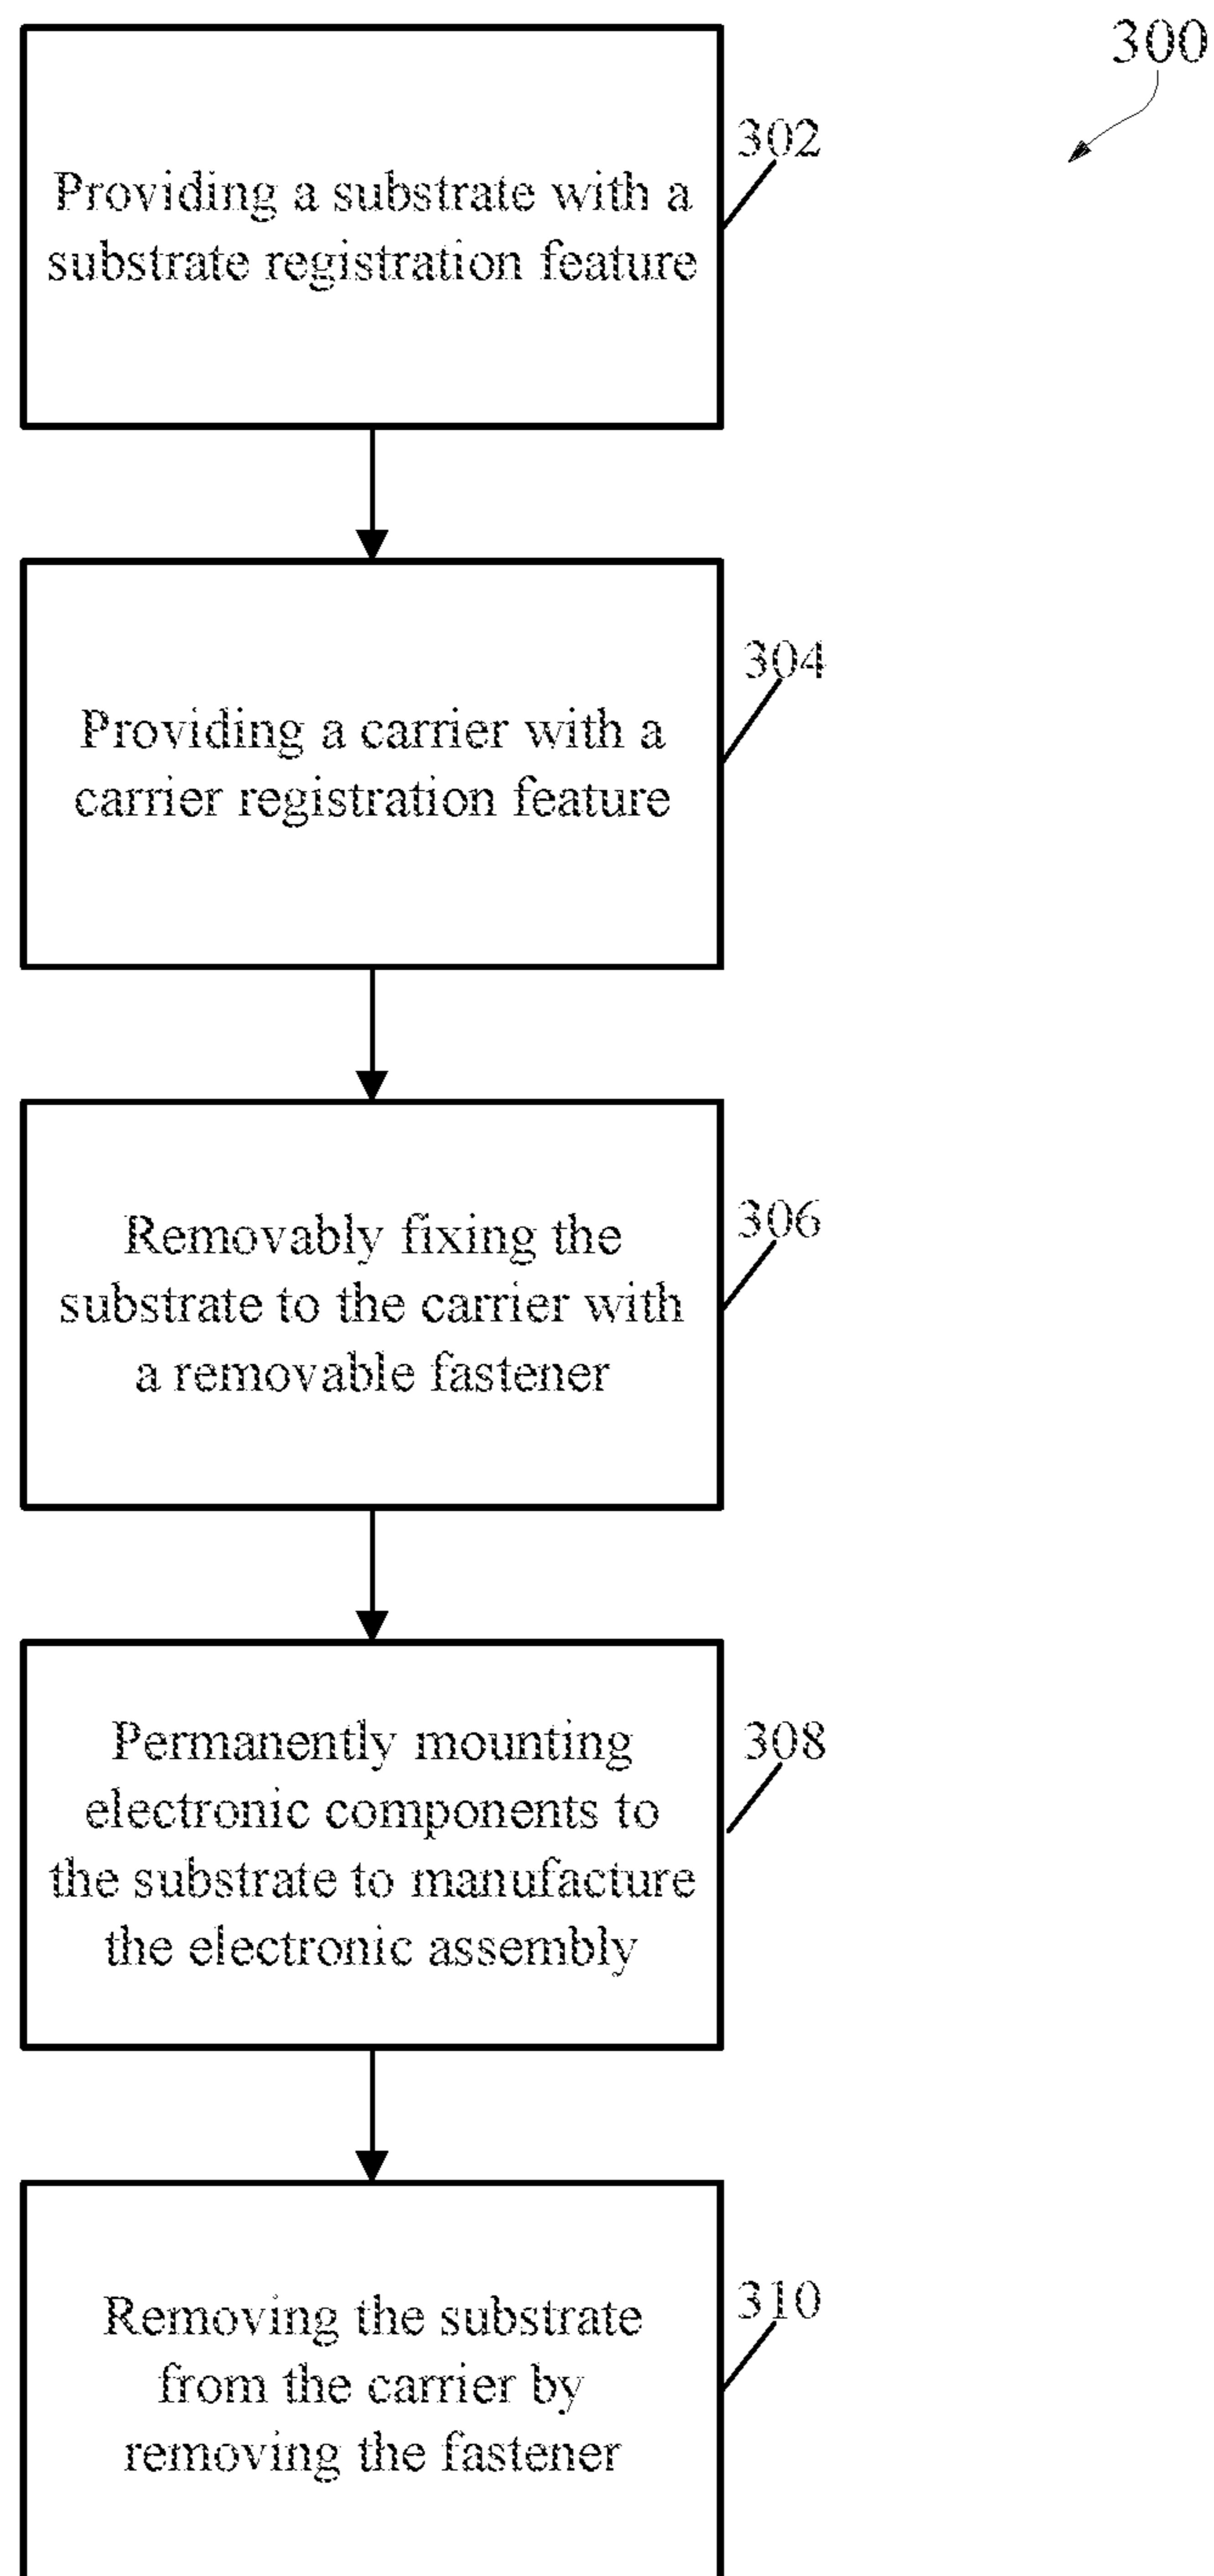 300
302
Providing a substrate with a
substrate registration feature
304
Providing a carrier with a
carrier registration feature
306
Removably fixing the
substrate to the carrier with
a removable fastener
308
Permanently mounting
electronic components to
the substrate to manufacture
the electronic assembly
310
Removing the substrate
from the carrier by
removing the fastener